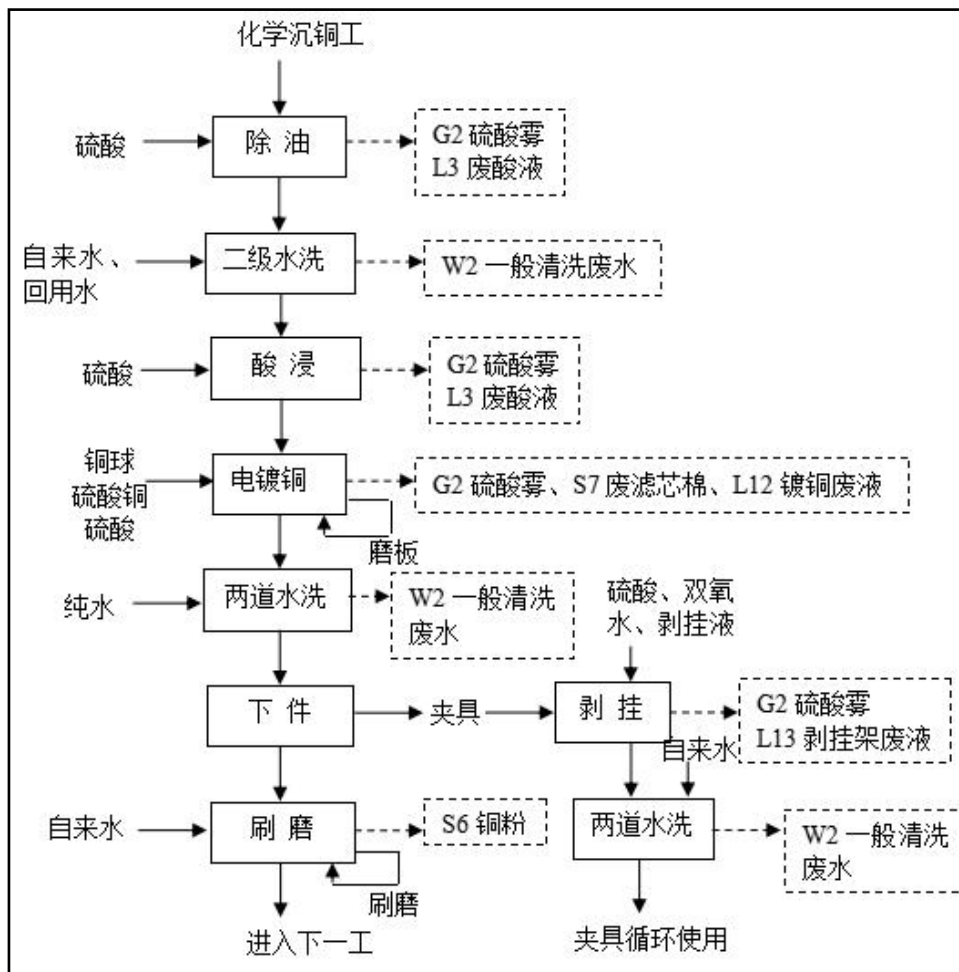 化学沉铜工
硫酸
除 油
G2 硫酸雾
L3 废酸液
自来水、
回用水
二级水洗
W2 一般清洗废水
硫酸
酸 浸
G2 硫酸雾
L3 废酸液
铜球
硫酸铜
硫酸
电镀铜
G2 硫酸雾、S7 废滤芯棉、L12 镀铜废液
磨板
纯水
两道水洗
W2 一般清洗
废水
硫酸、双氧
水、剥挂液
下 件
夹具
剥 挂
G2 硫酸雾
L13 剥挂架废液
自来水
自来水
刷 磨
S6 铜粉
刷磨
两道水洗
W2 一般清洗
废水
进入下一工
夹具循环使用